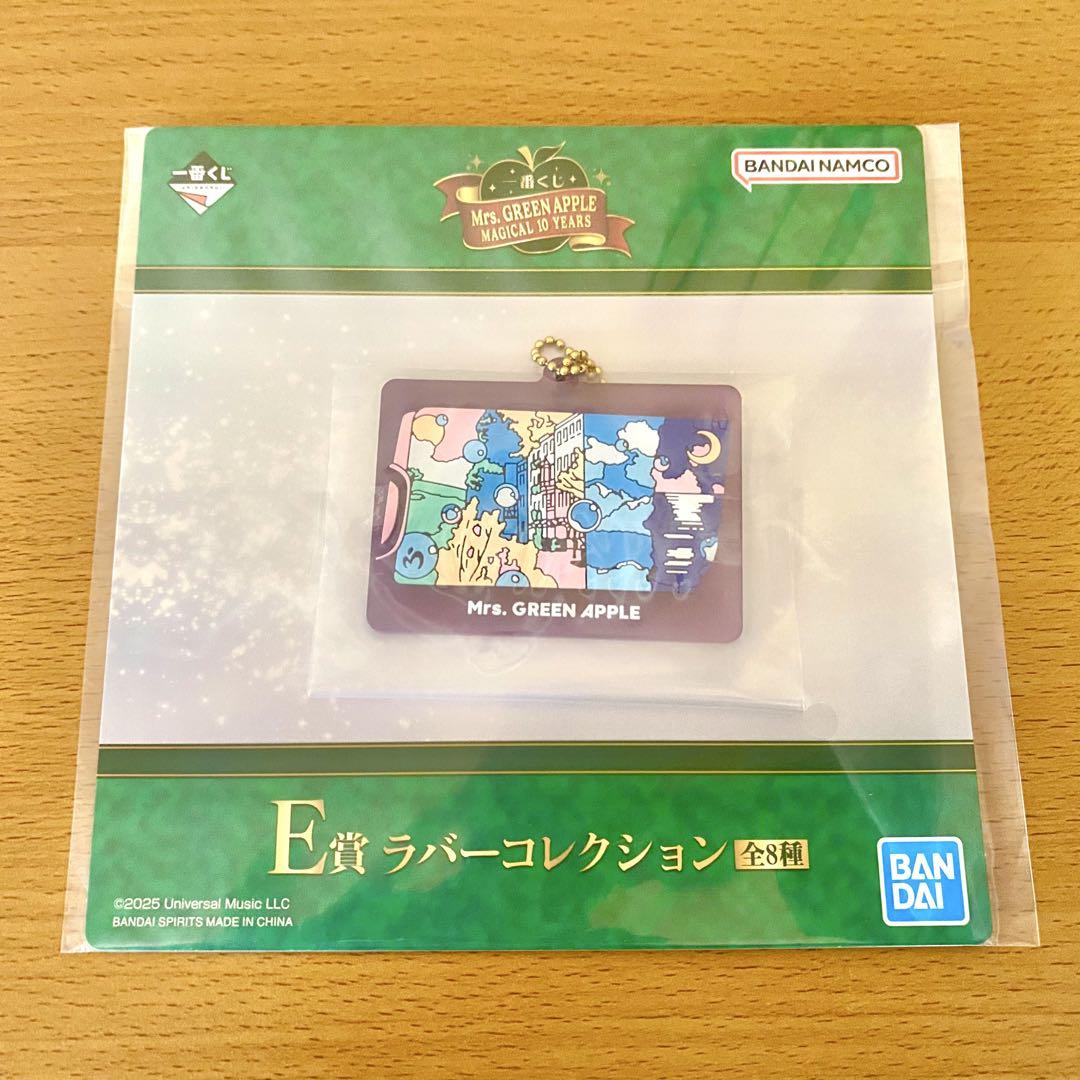 一番くじ
一番くじ
Mrs. GREEN APPLE
MAGICAL 10 YEARS
BANDAI NAMCO
Mrs. GREEN APPLE
E賞 ラバーコレクション 全8種
©2025 Universal Music LLC
BANDAI SPIRITS MADE IN CHINA
BAN
DAI